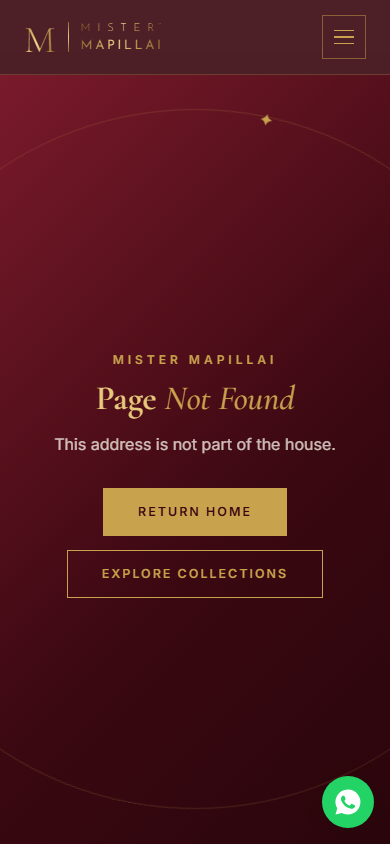 M
MISTER
MAPILLAI
MISTER MAPILLAI
Page Not Found
This address is not part of the house.
RETURN HOME
EXPLORE COLLECTIONS